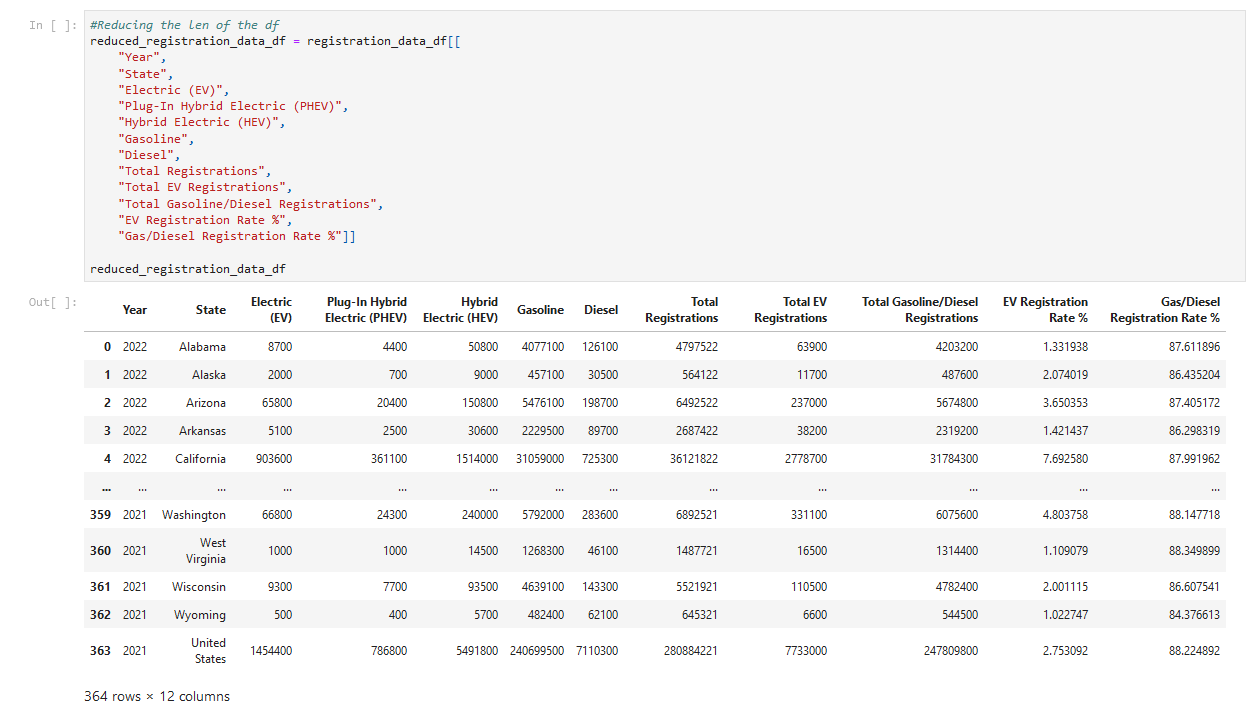 In [ ]: #Reducing the len of the df
reduced_registration_data_df = registration_data_df[[
"Year",
"State",
"Electric (EV)",
"Plug-In Hybrid Electric (PHEV)",
"Hybrid Electric (HEV)",
"Gasoline",
"Diesel",
"Total Registrations",
"Total EV Registrations",
"Total Gasoline/Diesel Registrations",
"EV Registration Rate %",
"Gas/Diesel Registration Rate %"]]
reduced_registration_data_df
Out[ ]:
Year State Electric (EV) Plug-In Hybrid Electric (PHEV) Hybrid Electric (HEV) Gasoline Diesel Total Registrations Total EV Registrations Total Gasoline/Diesel Registrations EV Registration Rate % Gas/Diesel Registration Rate %
0 2022 Alabama 8700 4400 50800 4077100 126100 4797522 63900 4203200 1.331938 87.611896
1 2022 Alaska 2000 700 9000 457100 30500 564122 11700 487600 2.074019 86.435204
2 2022 Arizona 65800 20400 150800 5476100 198700 6492522 237000 5674800 3.650353 87.405172
3 2022 Arkansas 5100 2500 30600 2229500 89700 2687422 38200 2319200 1.421437 86.298319
4 2022 California 903600 361100 1514000 31059000 725300 36121822 2778700 31784300 7.692580 87.991962
... ... ... ... ... ... ... ... ... ... ... ... ...
359 2021 Washington 66800 24300 240000 5792000 283600 6892521 331100 6075600 4.803758 88.147718
360 2021 West Virginia 1000 1000 14500 1268300 46100 1487721 16500 1314400 1.109079 88.349899
361 2021 Wisconsin 9300 7700 93500 4639100 143300 5521921 110500 4782400 2.001115 86.607541
362 2021 Wyoming 500 400 5700 482400 62100 645321 6600 544500 1.022747 84.376613
363 2021 United States 1454400 786800 5491800 240699500 7110300 280884221 7733000 247809800 2.753092 88.224892
364 rows × 12 columns